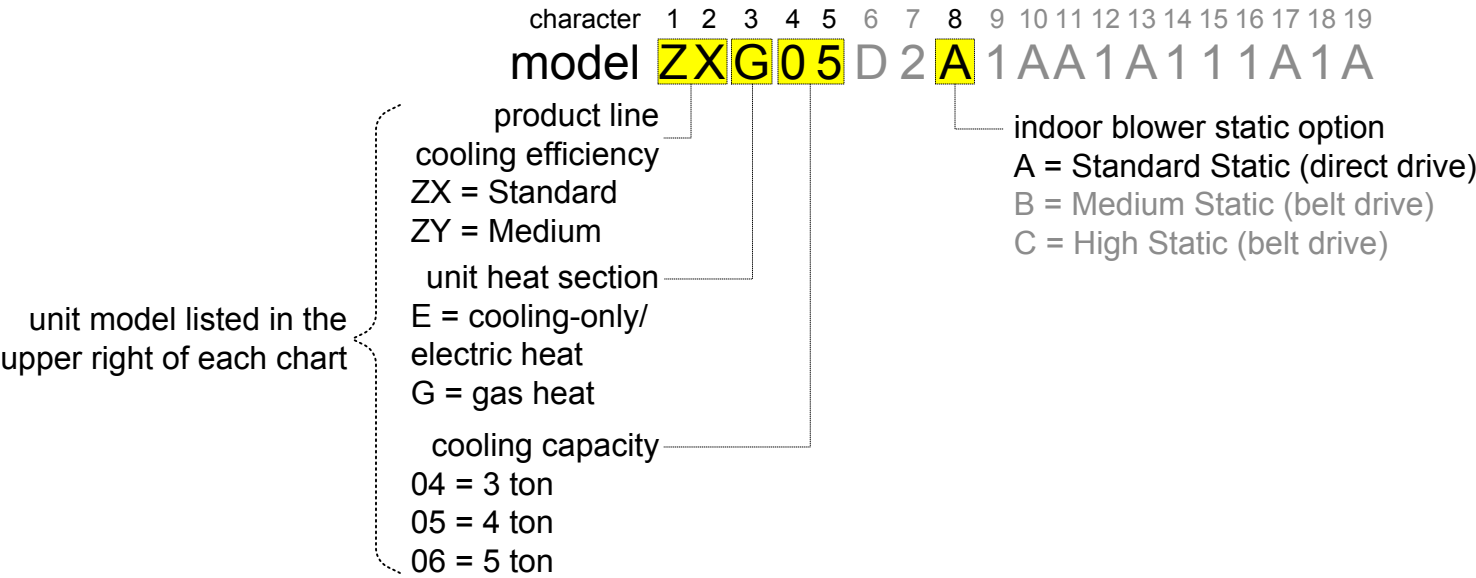 character 1 2 3 4 5 6 7 8 9 10 11 12 13 14 15 16 17 18 19
model ZXG05D2A1AA1A111A1A
product line
cooling efficiency
ZX = Standard
ZY = Medium
unit heat section
E = cooling-only/
electric heat
G = gas heat
cooling capacity
04 = 3 ton
05 = 4 ton
06 = 5 ton
unit model listed in the
upper right of each chart
indoor blower static option
A = Standard Static (direct drive)
B = Medium Static (belt drive)
C = High Static (belt drive)